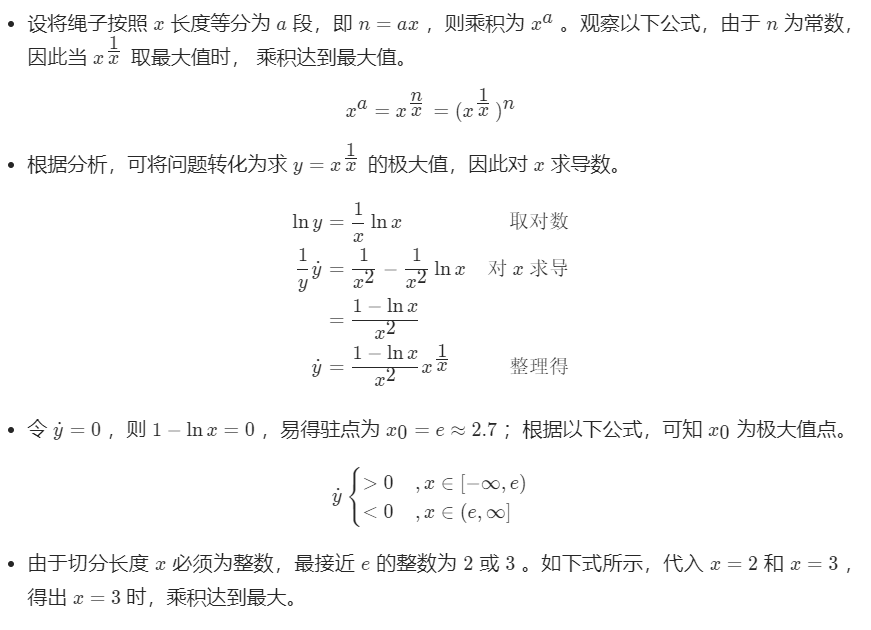 • 设将绳子按照 x 长度等分为 a 段，即 n = ax ，则乘积为 x^a 。观察以下公式，由于 n 为常数，
因此当 x^{\frac{1}{x}} 取最大值时， 乘积达到最大值。
x^a = x^{\frac{n}{x}} = (x^{\frac{1}{x}})^n
• 根据分析，可将问题转化为求 y = x^{\frac{1}{x}} 的极大值，因此对 x 求导数。
\ln y = \frac{1}{x} \ln x 取对数
\frac{1}{y} \dot{y} = \frac{1}{x^2} - \frac{1}{x^2} \ln x 对 x 求导
= \frac{1 - \ln x}{x^2}
\dot{y} = \frac{1 - \ln x}{x^2} x^{\frac{1}{x}} 整理得
• 令 \dot{y} = 0 ，则 1 - \ln x = 0 ，易得驻点为 x_0 = e ≈ 2.7 ；根据以下公式，可知 x_0 为极大值点。
\dot{y} \begin{cases} > 0 & , x ∈ [-∞, e) \\ < 0 & , x ∈ (e, ∞] \end{cases}
• 由于切分长度 x 必须为整数，最接近 e 的整数为 2 或 3 。如下式所示，代入 x = 2 和 x = 3 ，
得出 x = 3 时，乘积达到最大。